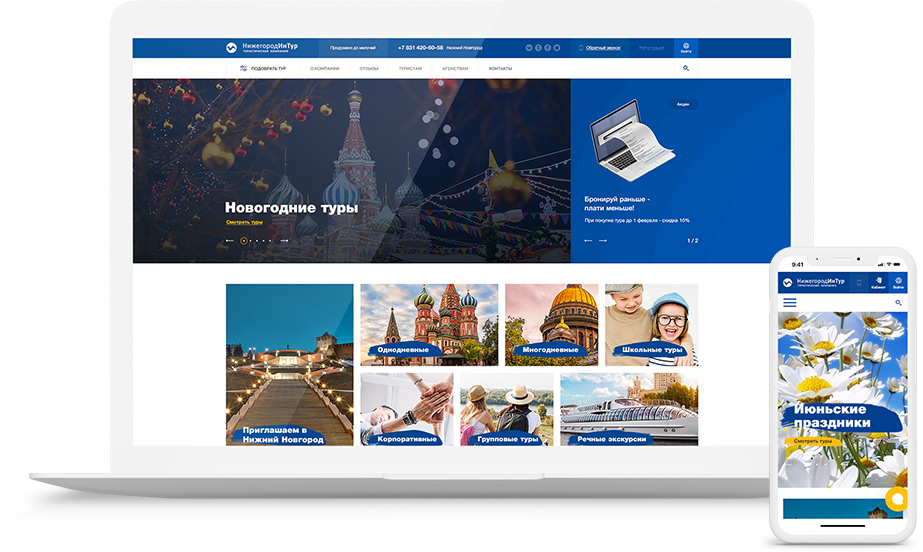 НижегородИнТур
ТУРИСТИЧЕСКАЯ КОМПАНИЯ
Продумано до мелочей
+7 831 420-60-58 Нижний Новгород
Обратный звонок
Регистрация
Войти
ПОДОБРАТЬ ТУР
О КОМПАНИИ
ОТЗЫВЫ
ТУРИСТАМ
АГЕНТСТВАМ
КОНТАКТЫ
Новогодние туры
Смотреть туры
Акции
Бронируй раньше -
плати меньше!
При покупке тура до 1 февраля - скидка 10%
1 / 2
Приглашаем в
Нижний Новгород
Однодневные
Многодневные
Школьные туры
Корпоративные
Групповые туры
Речные экскурсии
9:41
НижегородИнТур
ТУРИСТИЧЕСКАЯ КОМПАНИЯ
Кабинет
Войти
Июньские
праздники
Смотреть туры